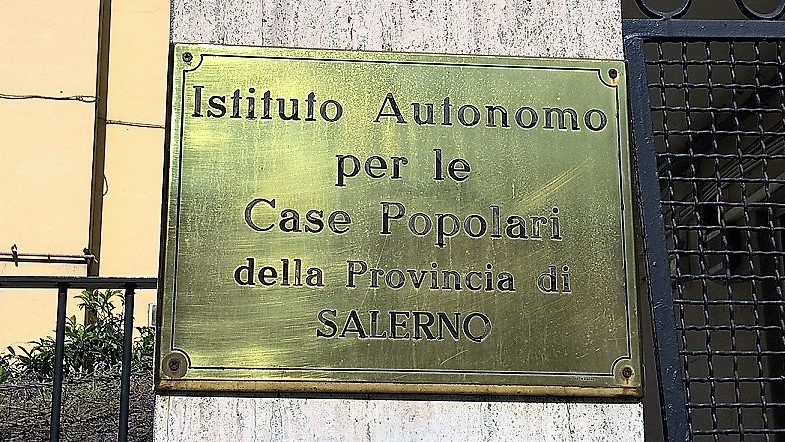 Istituto Autonomo
per le
Case Popolari
della Provincia di
SALERNO